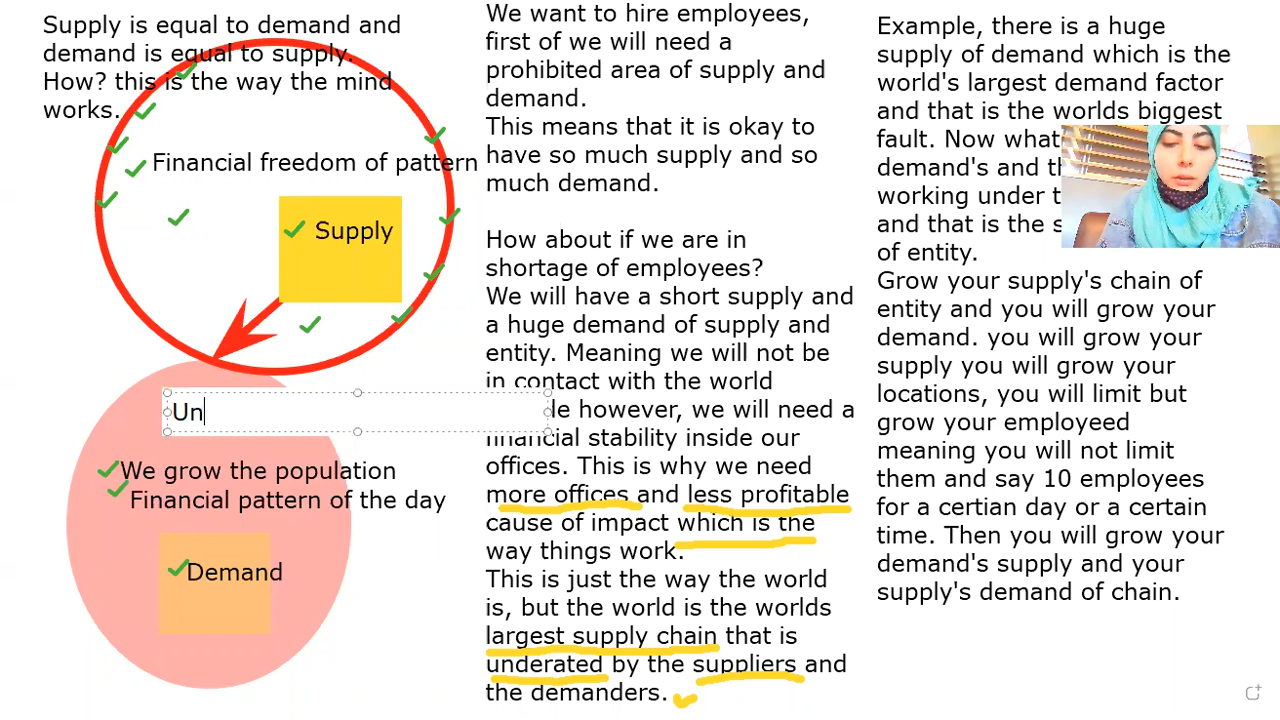 Supply is equal to demand and
demand is equal to supply.
How? this is the way the mind
works.
Financial freedom of pattern
Supply
Un
We grow the population
Financial pattern of the day
Demand
We want to hire employees,
first of we will need a
prohibited area of supply and
demand.
This means that it is okay to
have so much supply and so
much demand.
How about if we are in
shortage of employees?
We will have a short supply and
a huge demand of supply and
entity. Meaning we will not be
in contact with the world
however, we will need a
financial stability inside our
offices. This is why we need
more offices and less profitable
cause of impact which is the
way things work.
This is just the way the world
is, but the world is the worlds
largest supply chain that is
underated by the suppliers and
the demanders.
Example, there is a huge
supply of demand which is the
world's largest demand factor
and that is the worlds biggest
fault. Now what
demand's and
working under
and that is the
of entity.
Grow your supply's chain of
entity and you will grow your
demand. you will grow your
supply you will grow your
locations, you will limit but
grow your employeed
meaning you will not limit
them and say 10 employees
for a certian day or a certain
time. Then you will grow your
demand's supply and your
supply's demand of chain.